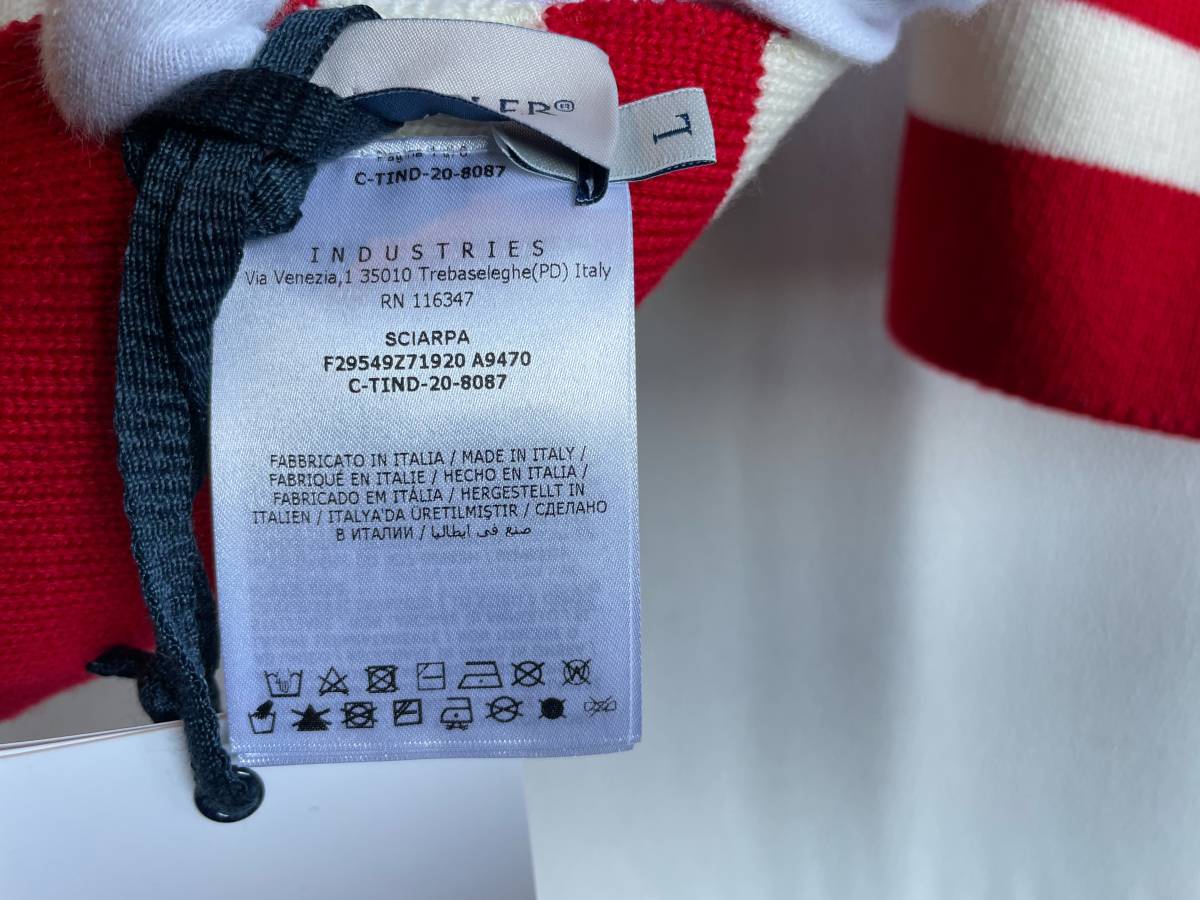 L
C-TIND-20-8087
INDUSTRIES
Via Venezia,1 35010 Trebaseleghe(PD) Italy
RN 116347
SCIARPA
F29549Z71920 A9470
C-TIND-20-8087
FABBRICATO IN ITALIA / MADE IN ITALY /
FABRIQUÉ EN ITALIE / HECHO EN ITALIA /
FABRICADO EM ITÁLIA / HERGESTELLT IN
ITALIEN / ITALYA'DA ÜRETILMIŞTIR / СДЕЛАНО
В ИТАЛИИ / صنع في ايطاليا